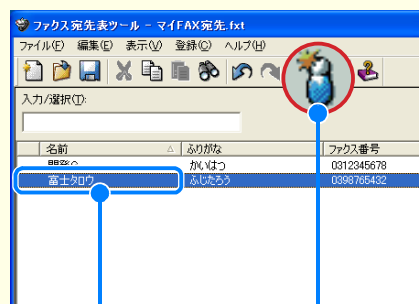 ファクス宛先表ツール - マイFAX宛先.fxt
ファイル(F) 編集(E) 表示(V) 登録(C) ヘルプ(H)
入力/選択(T):
名前 ふりがな ファクス番号
開発C かいはつ 0312345678
富士タロウ ふじたろう 0398765432